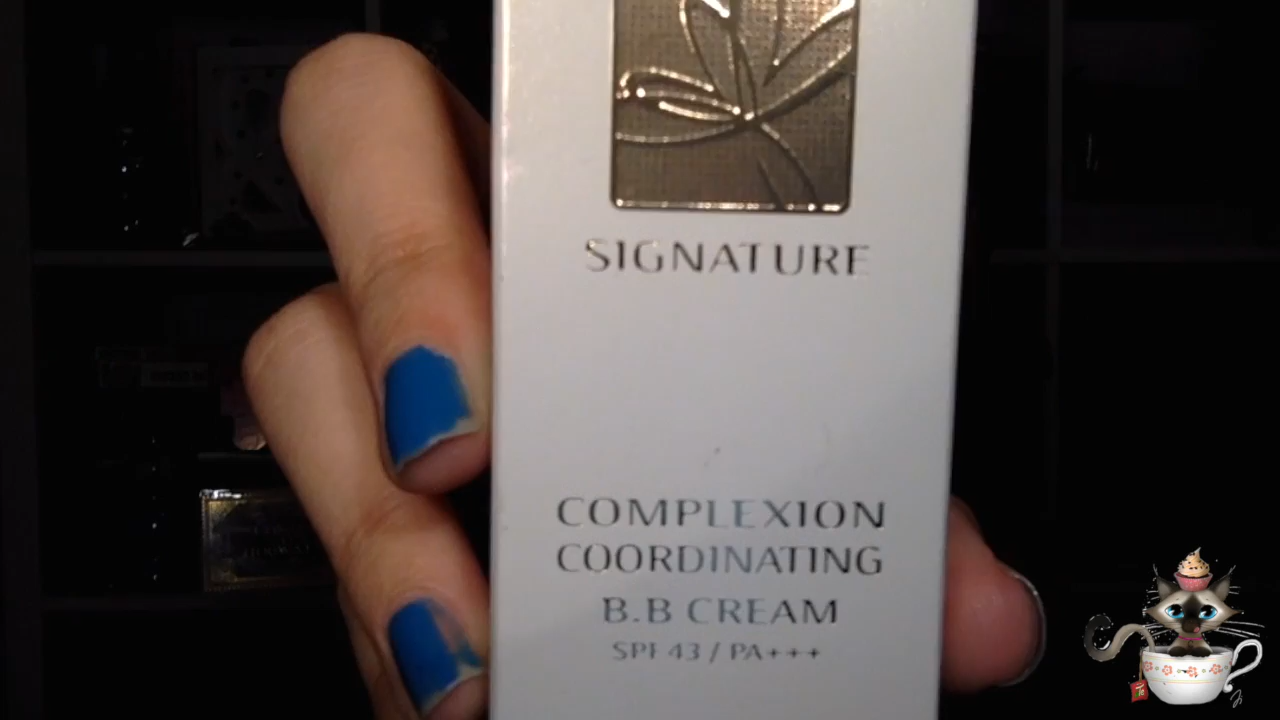 SIGNATURE
COMPLEXION
COORDINATING
B.B CREAM
SPF 43 / PA+++